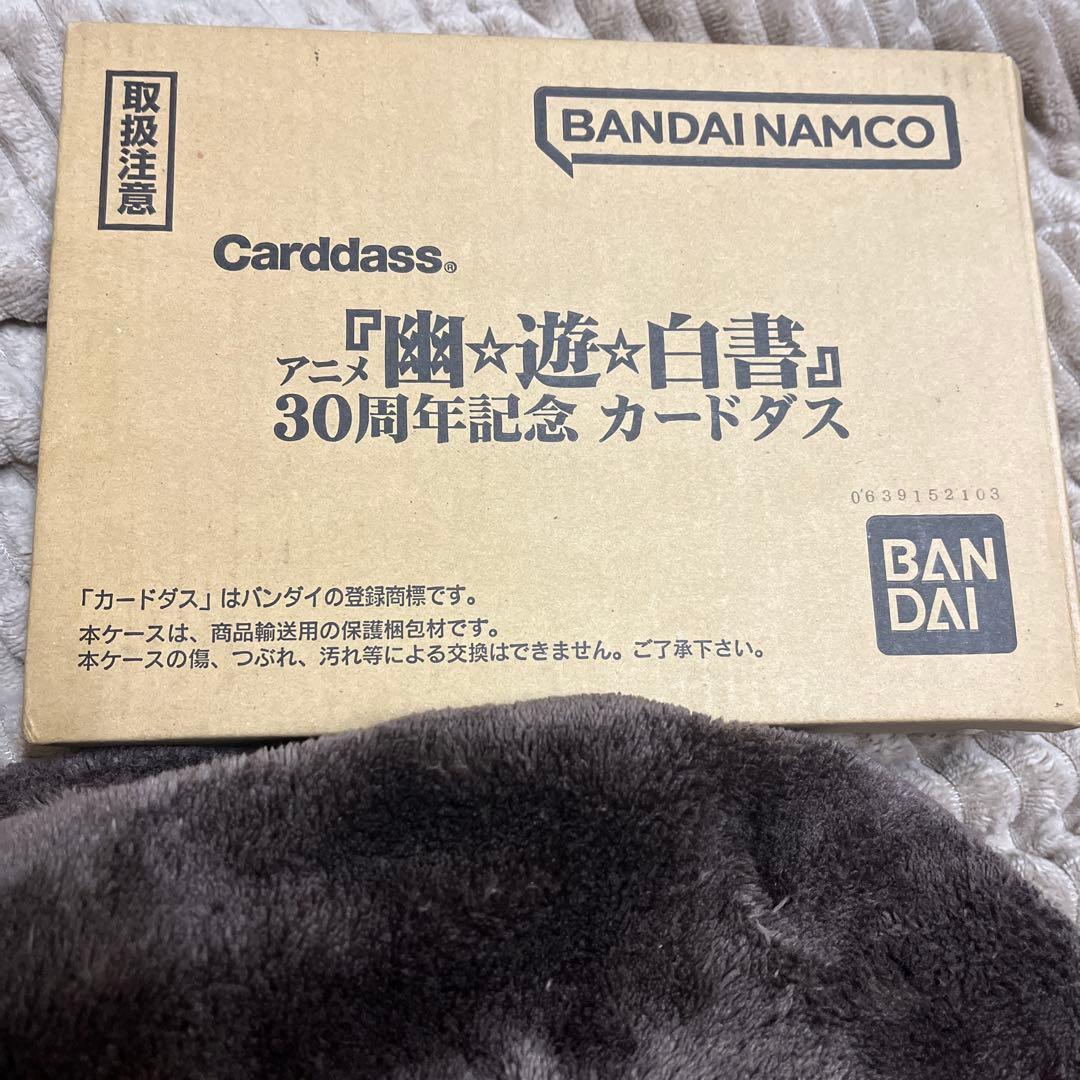 取扱注意
BANDAI NAMCO
Carddass®
アニメ『幽☆遊☆白書』
30周年記念 カードダス
0639152103
BAN
DAI
「カードダス」はバンダイの登録商標です。
本ケースは、商品輸送用の保護梱包材です。
本ケースの傷、つぶれ、汚れ等による交換はできません。ご了承下さい。